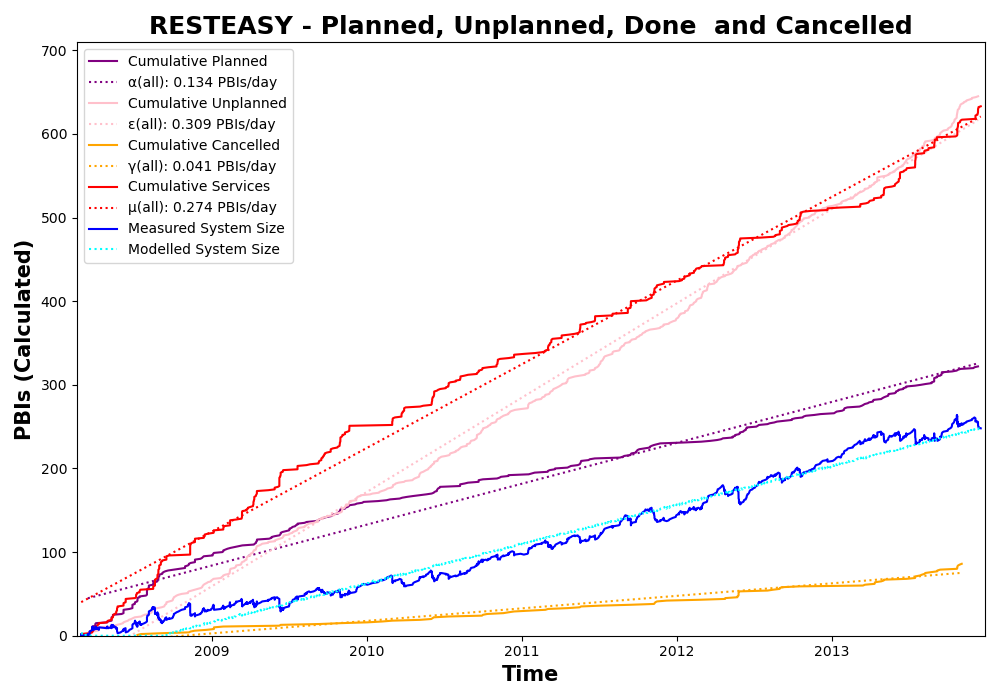 RESTEASY - Planned, Unplanned, Done  and Cancelled
Cumulative Planned
α(all): 0.134 PBIs/day
Cumulative Unplanned
ε(all): 0.309 PBIs/day
Cumulative Cancelled
γ(all): 0.041 PBIs/day
Cumulative Services
μ(all): 0.274 PBIs/day
Measured System Size
Modelled System Size
PBIs (Calculated)
700
600
500
400
300
200
100
0
2009
2010
2011
2012
2013
Time